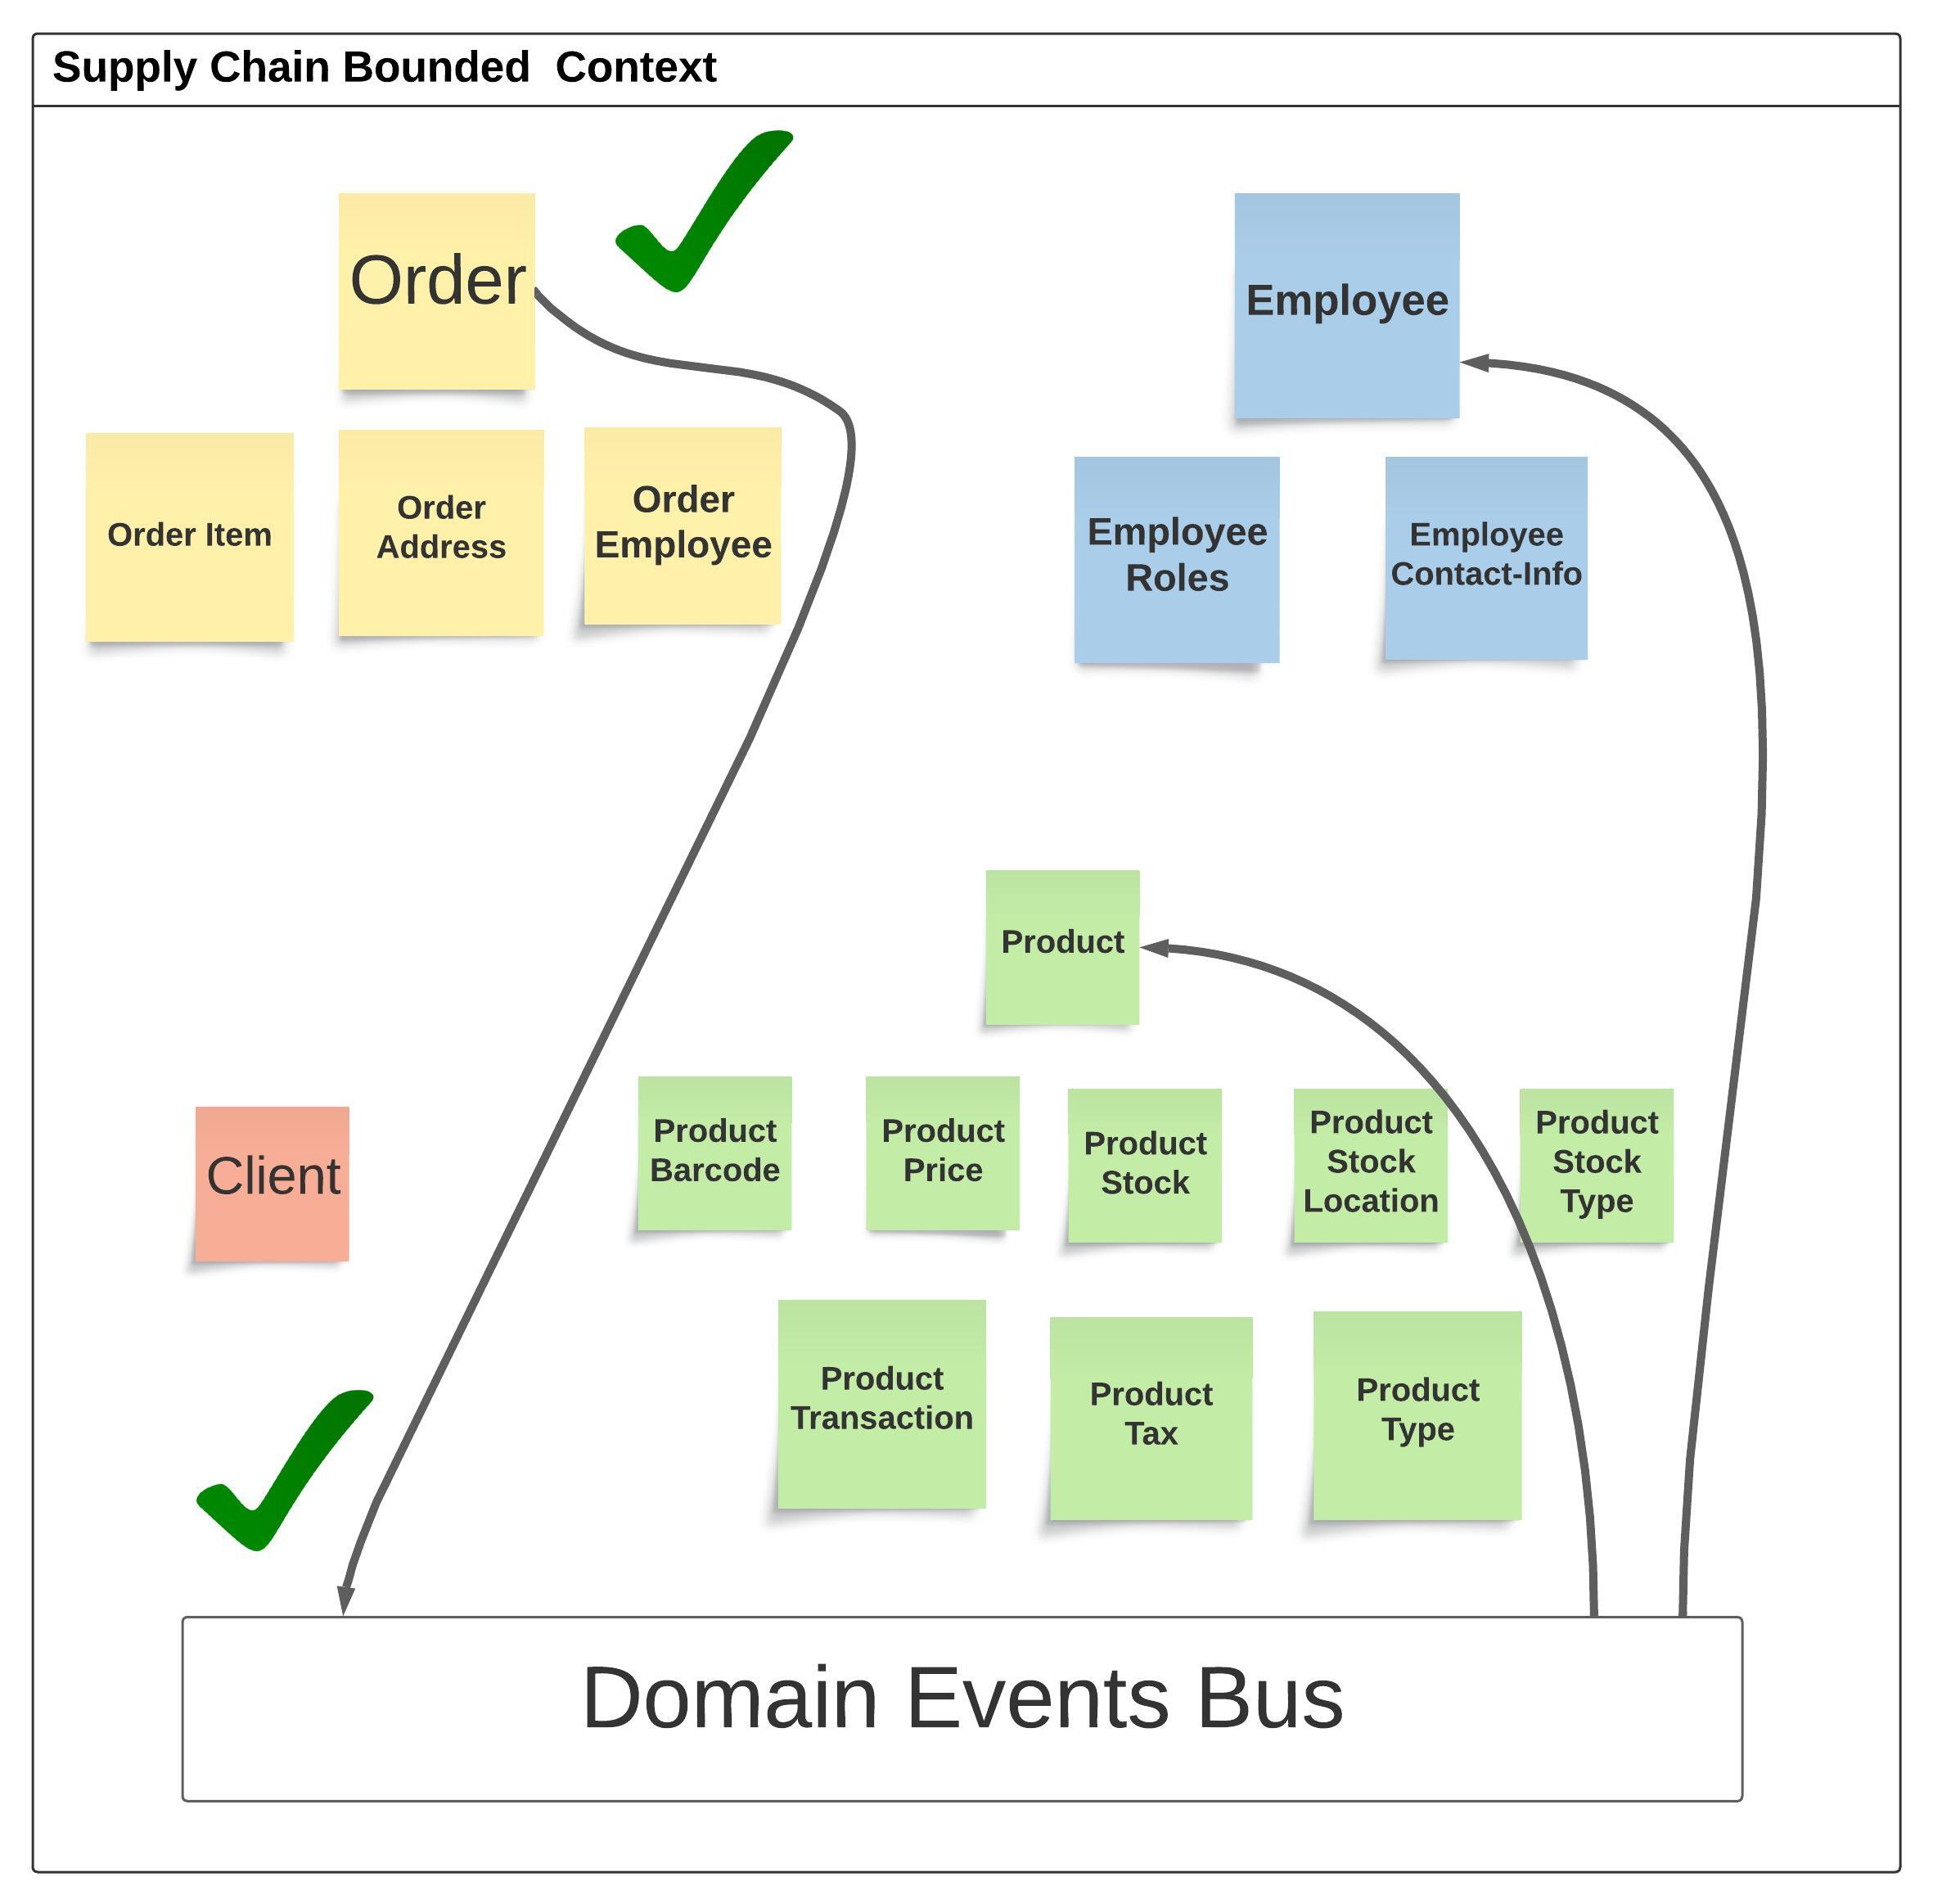 Supply Chain Bounded  Context
Order
Employee
Order Item
Order
Address
Order
Employee
Employee
Roles
Employee
Contact-Info
Product
Client
Product
Barcode
Product
Price
Product
Stock
Product
Stock
Location
Product
Stock
Type
Product
Transaction
Product
Tax
Product
Type
Domain Events Bus